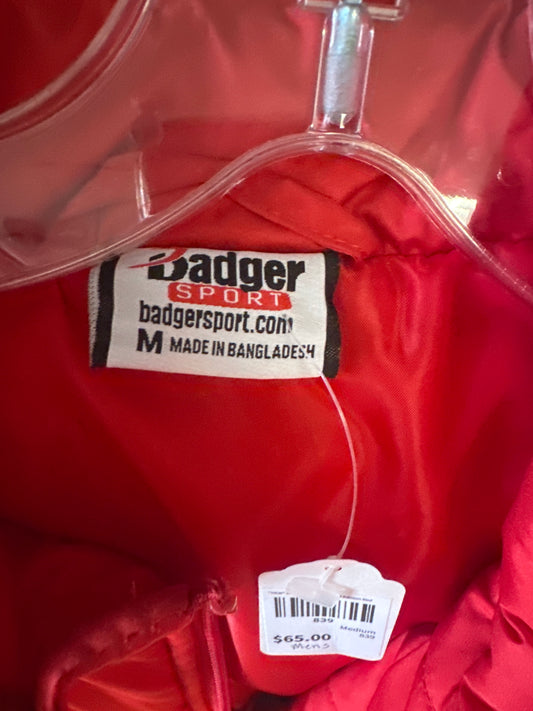 Badger
SPORT
badgersport.com
M MADE IN BANGLADESH
839
Medium
839
$65.00
mens